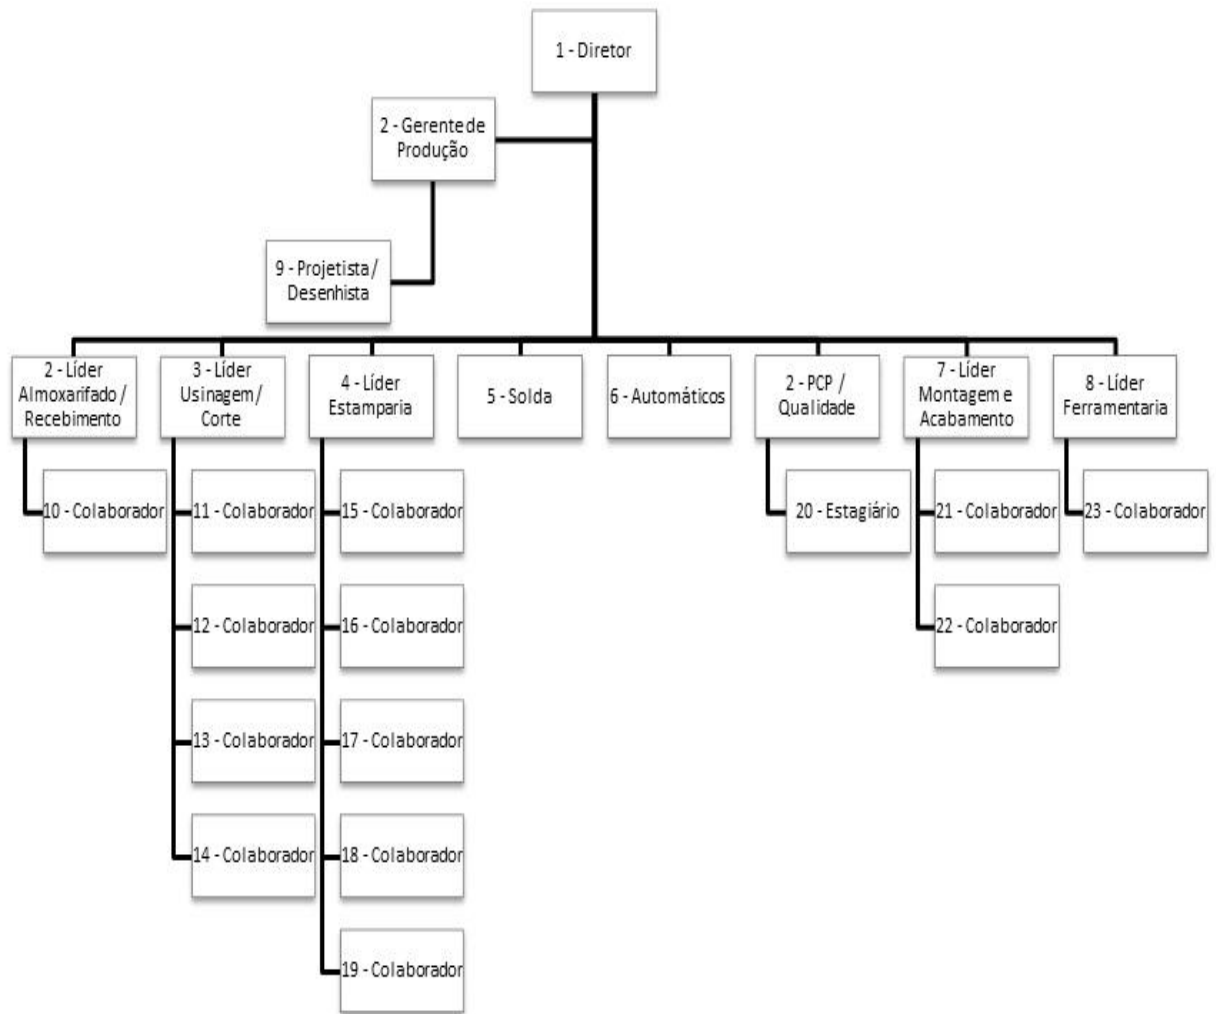 1 - Diretor
2 - Gerente de
Produção
9 - Projetista /
Desenhista
2 - Líder
Almoxarifado /
Recebimento
3 - Líder
Usinagem /
Corte
4 - Líder
Estamparia
5 - Solda
6 - Automáticos
2 - PCP /
Qualidade
7 - Líder
Montagem e
Acabamento
8 - Líder
Ferramentaria
10 - Colaborador
11 - Colaborador
15 - Colaborador
20 - Estagiário
21 - Colaborador
23 - Colaborador
12 - Colaborador
16 - Colaborador
22 - Colaborador
13 - Colaborador
17 - Colaborador
14 - Colaborador
18 - Colaborador
19 - Colaborador